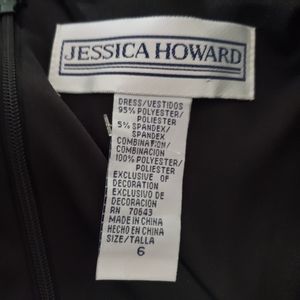 JESSICA HOWARD
DRESS/VESTIDOS
95% POLYESTER/
POLIESTER
5% SPANDEX/
SPANDEX
COMBINATION/
COMBINACION
100% POLYESTER/
POLIESTER
EXCLUSIVE OF
DECORATION
EXCLUSIVO DE
DECORACION
RN 70643
MADE IN CHINA
HECHO EN CHINA
SIZE/TALLA
6